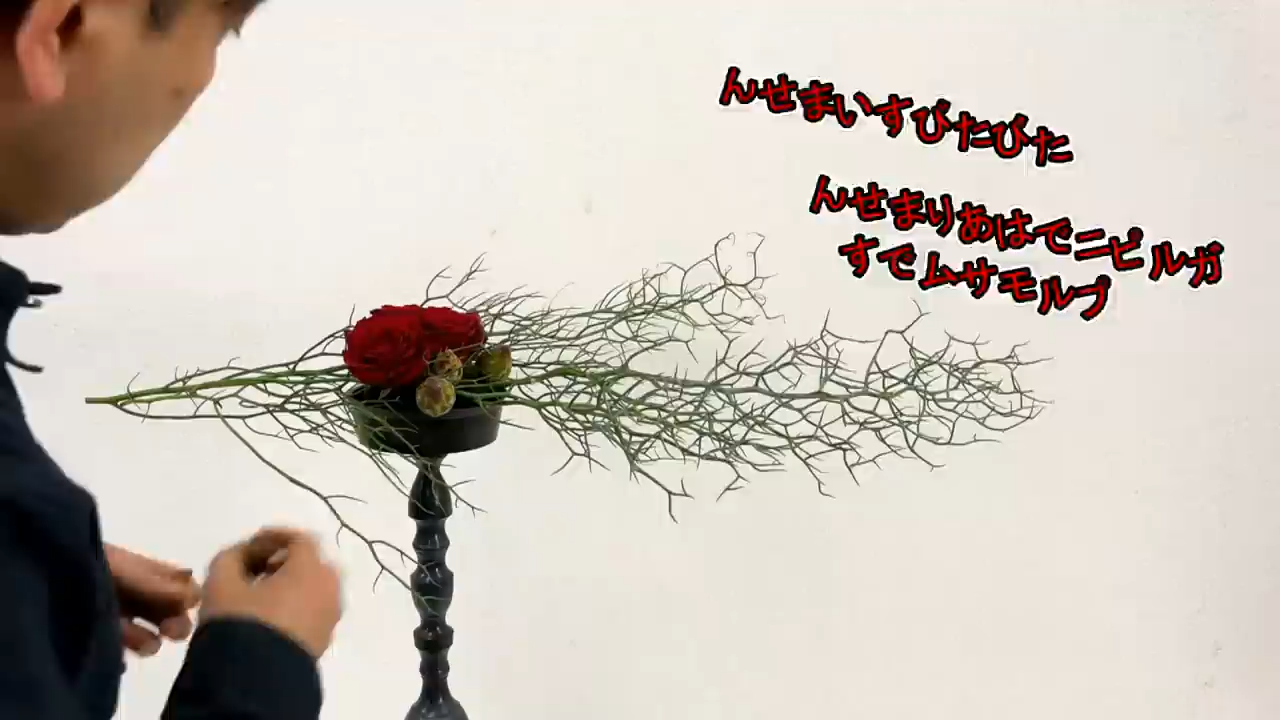 んせまいすびたびた
んせまりあはでニピルガ
すでムサモルプ